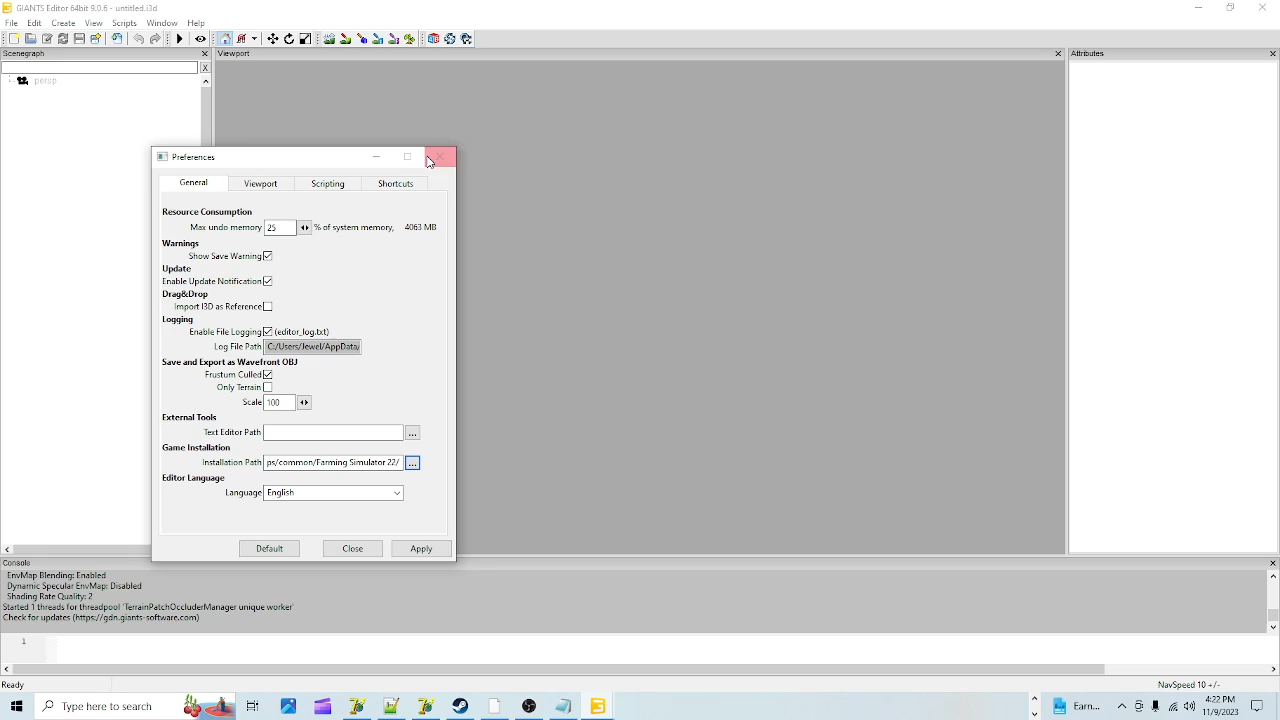 GIANTS Editor 64bit 9.0.6 - untitled.i3d
File Edit Create View Scripts Window Help
Scenegraph
Viewport
Attributes
X
persp
Preferences
General Viewport Scripting Shortcuts
Resource Consumption
Max undo memory 25 % of system memory, 4063 MB
Warnings
Show Save Warning
Update
Enable Update Notification
Drag&Drop
Import I3D as Reference
Logging
Enable File Logging (editor_log.txt)
Log File Path C:/Users/Jewel/AppData/
Save and Export as Wavefront OBJ
Frustum Culled
Only Terrain
Scale 100
External Tools
Text Editor Path ...
Game Installation
Installation Path ps/common/Farming Simulator 22/ ...
Editor Language
Language English
Default Close Apply
Console
EnvMap Blending: Enabled
Dynamic Specular EnvMap: Disabled
Shading Rate Quality: 2
Started 1 threads for threadpool 'TerrainPatchOccluderManager unique worker'
Check for updates (https://gdn.giants-software.com)
1
Ready
NavSpeed 10 +/-
Type here to search
Earn...
4:22 PM
11/9/2023